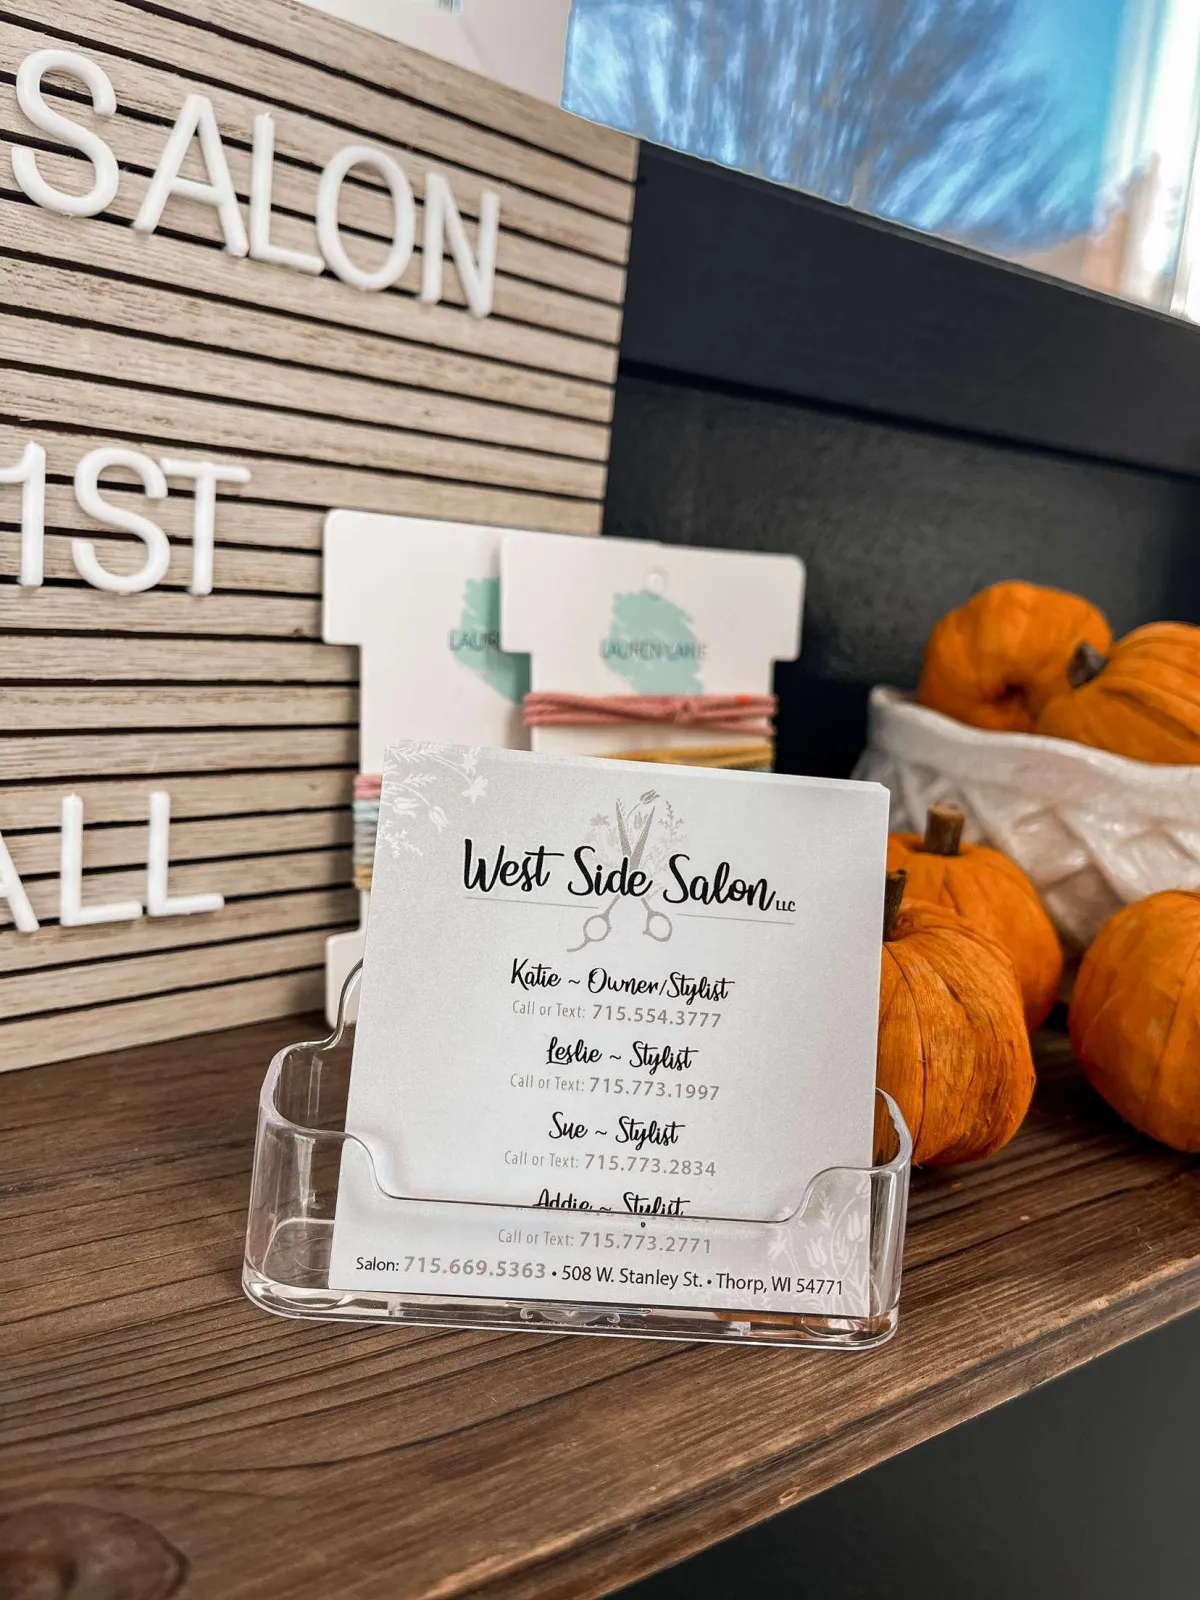 SALON
1ST
ALL
LAUREN LANE
West Side Salon LLC
Katie ~ Owner/Stylist
Call or Text: 715.554.3777
Leslie ~ Stylist
Call or Text: 715.773.1997
Sue ~ Stylist
Call or Text: 715.773.2834
Addie ~ Stylist
Call or Text: 715.773.2771
Salon: 715.669.5363 • 508 W. Stanley St. • Thorp, WI 54771